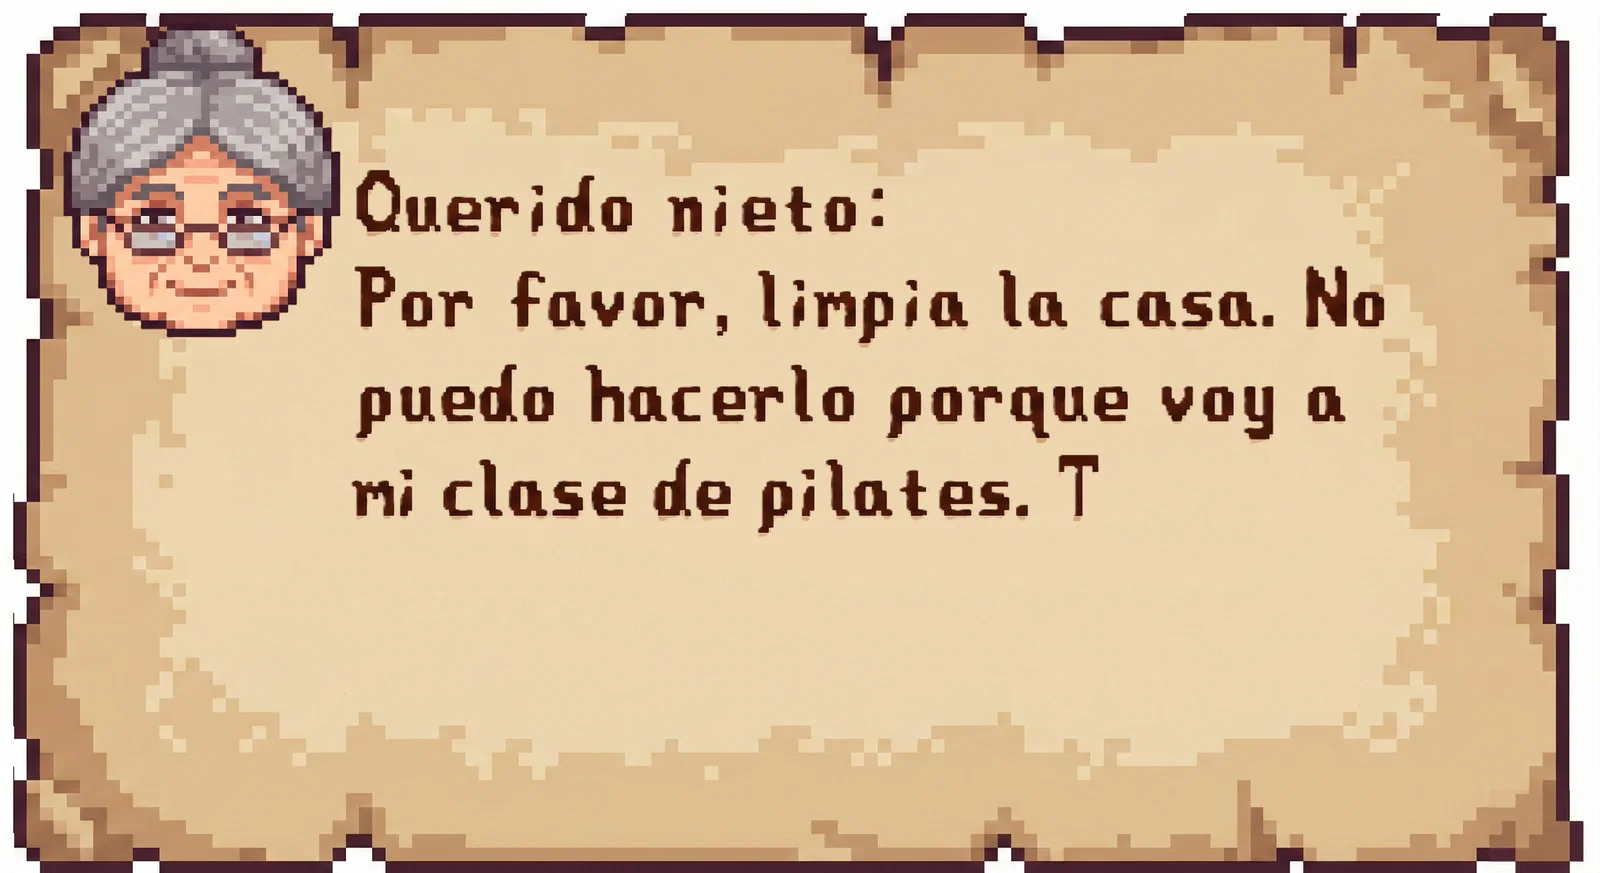 Querido nieto:
Por favor, limpia la casa. No
puedo hacerlo porque voy a
mi clase de pilates. T